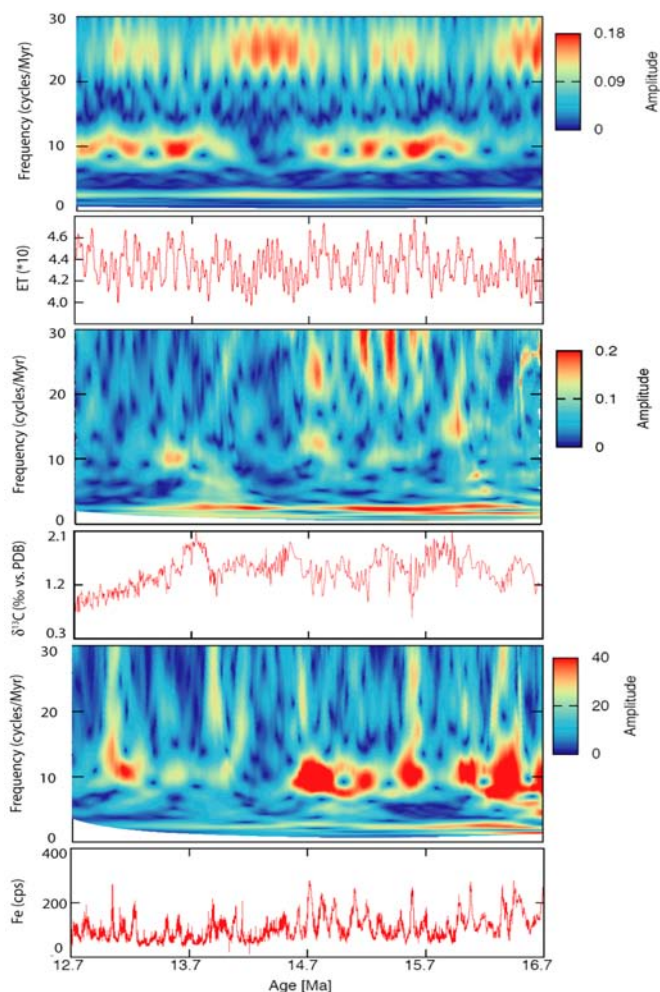 30
20
10
0
Frequency (cycles/Myr)
0.18
0.09
0
Amplitude
4.6
4.4
4.2
4.0
ET (*10)
30
20
10
0
Frequency (cycles/Myr)
0.2
0.1
0
Amplitude
2.1
1.2
0.3
δ¹³C (‰ vs. PDB)
30
20
10
0
Frequency (cycles/Myr)
40
20
0
Amplitude
400
200
0
Fe (cps)
12.7 13.7 14.7 15.7 16.7
Age [Ma]